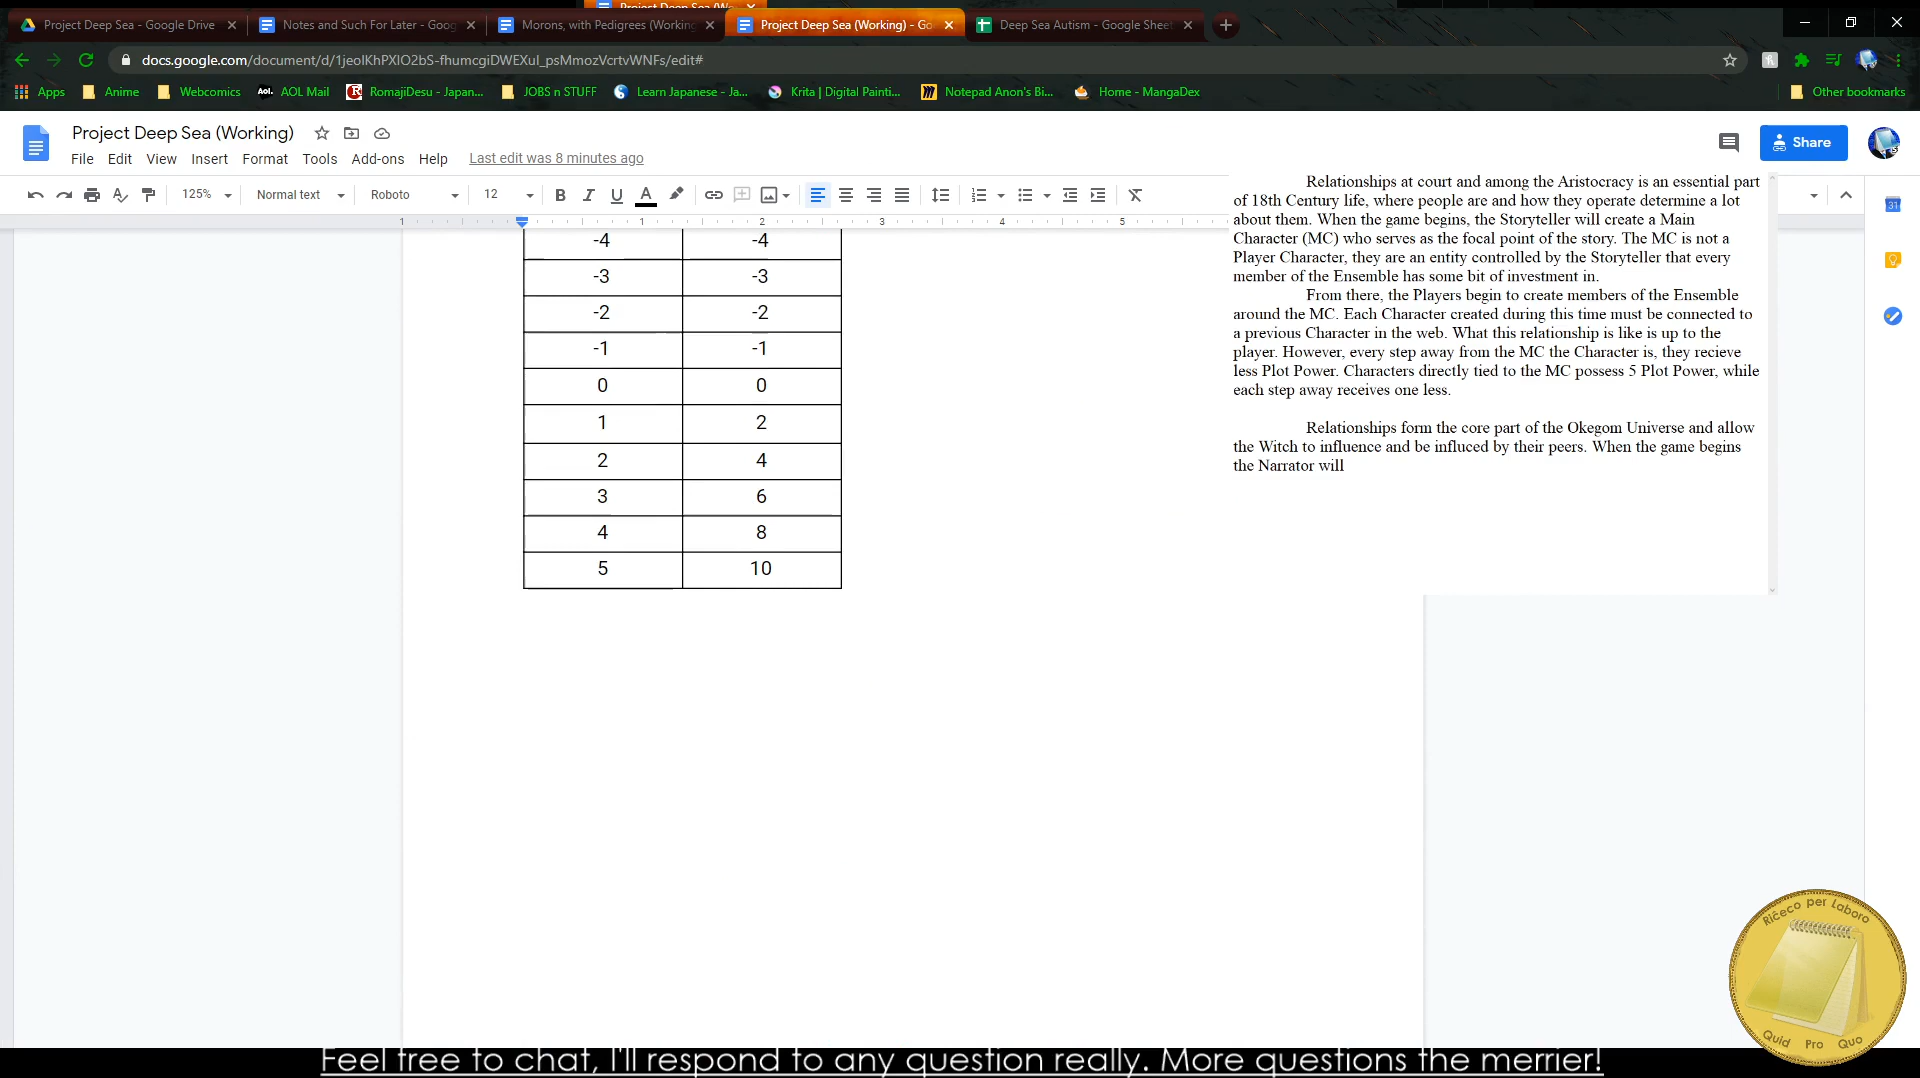 Project Deep Sea (Wo
Project Deep Sea - Google Drive
Notes and Such For Later - Goog
Morons, with Pedigrees (Working
Project Deep Sea (Working) - Go
Deep Sea Autism - Google Sheet
docs.google.com/document/d/1jeolKhPXIO2bS-fhumcgiDWEXul_psMmozVcrtvWNFs/edit#
Apps Anime Webcomics AOL Mail RomajiDesu - Japan... JOBS n STUFF Learn Japanese - Ja... Krita | Digital Painti... Notepad Anon's Bi... Home - MangaDex Other bookmarks
Project Deep Sea (Working)
File Edit View Insert Format Tools Add-ons Help Last edit was 8 minutes ago
Share
125% Normal text Roboto 12 B I U A
1 1 2 3 4 5
31
-4 -4
-3 -3
-2 -2
-1 -1
0 0
1 2
2 4
3 6
4 8
5 10
Relationships at court and among the Aristocracy is an essential part
of 18th Century life, where people are and how they operate determine a lot
about them. When the game begins, the Storyteller will create a Main
Character (MC) who serves as the focal point of the story. The MC is not a
Player Character, they are an entity controlled by the Storyteller that every
member of the Ensemble has some bit of investment in.
From there, the Players begin to create members of the Ensemble
around the MC. Each Character created during this time must be connected to
a previous Character in the web. What this relationship is like is up to the
player. However, every step away from the MC the Character is, they recieve
less Plot Power. Characters directly tied to the MC possess 5 Plot Power, while
each step away receives one less.
Relationships form the core part of the Okegom Universe and allow
the Witch to influence and be influced by their peers. When the game begins
the Narrator will
Riĉeco per Laboro
Quid Pro Quo
Feel free to chat, I'll respond to any question really. More questions the merrier!